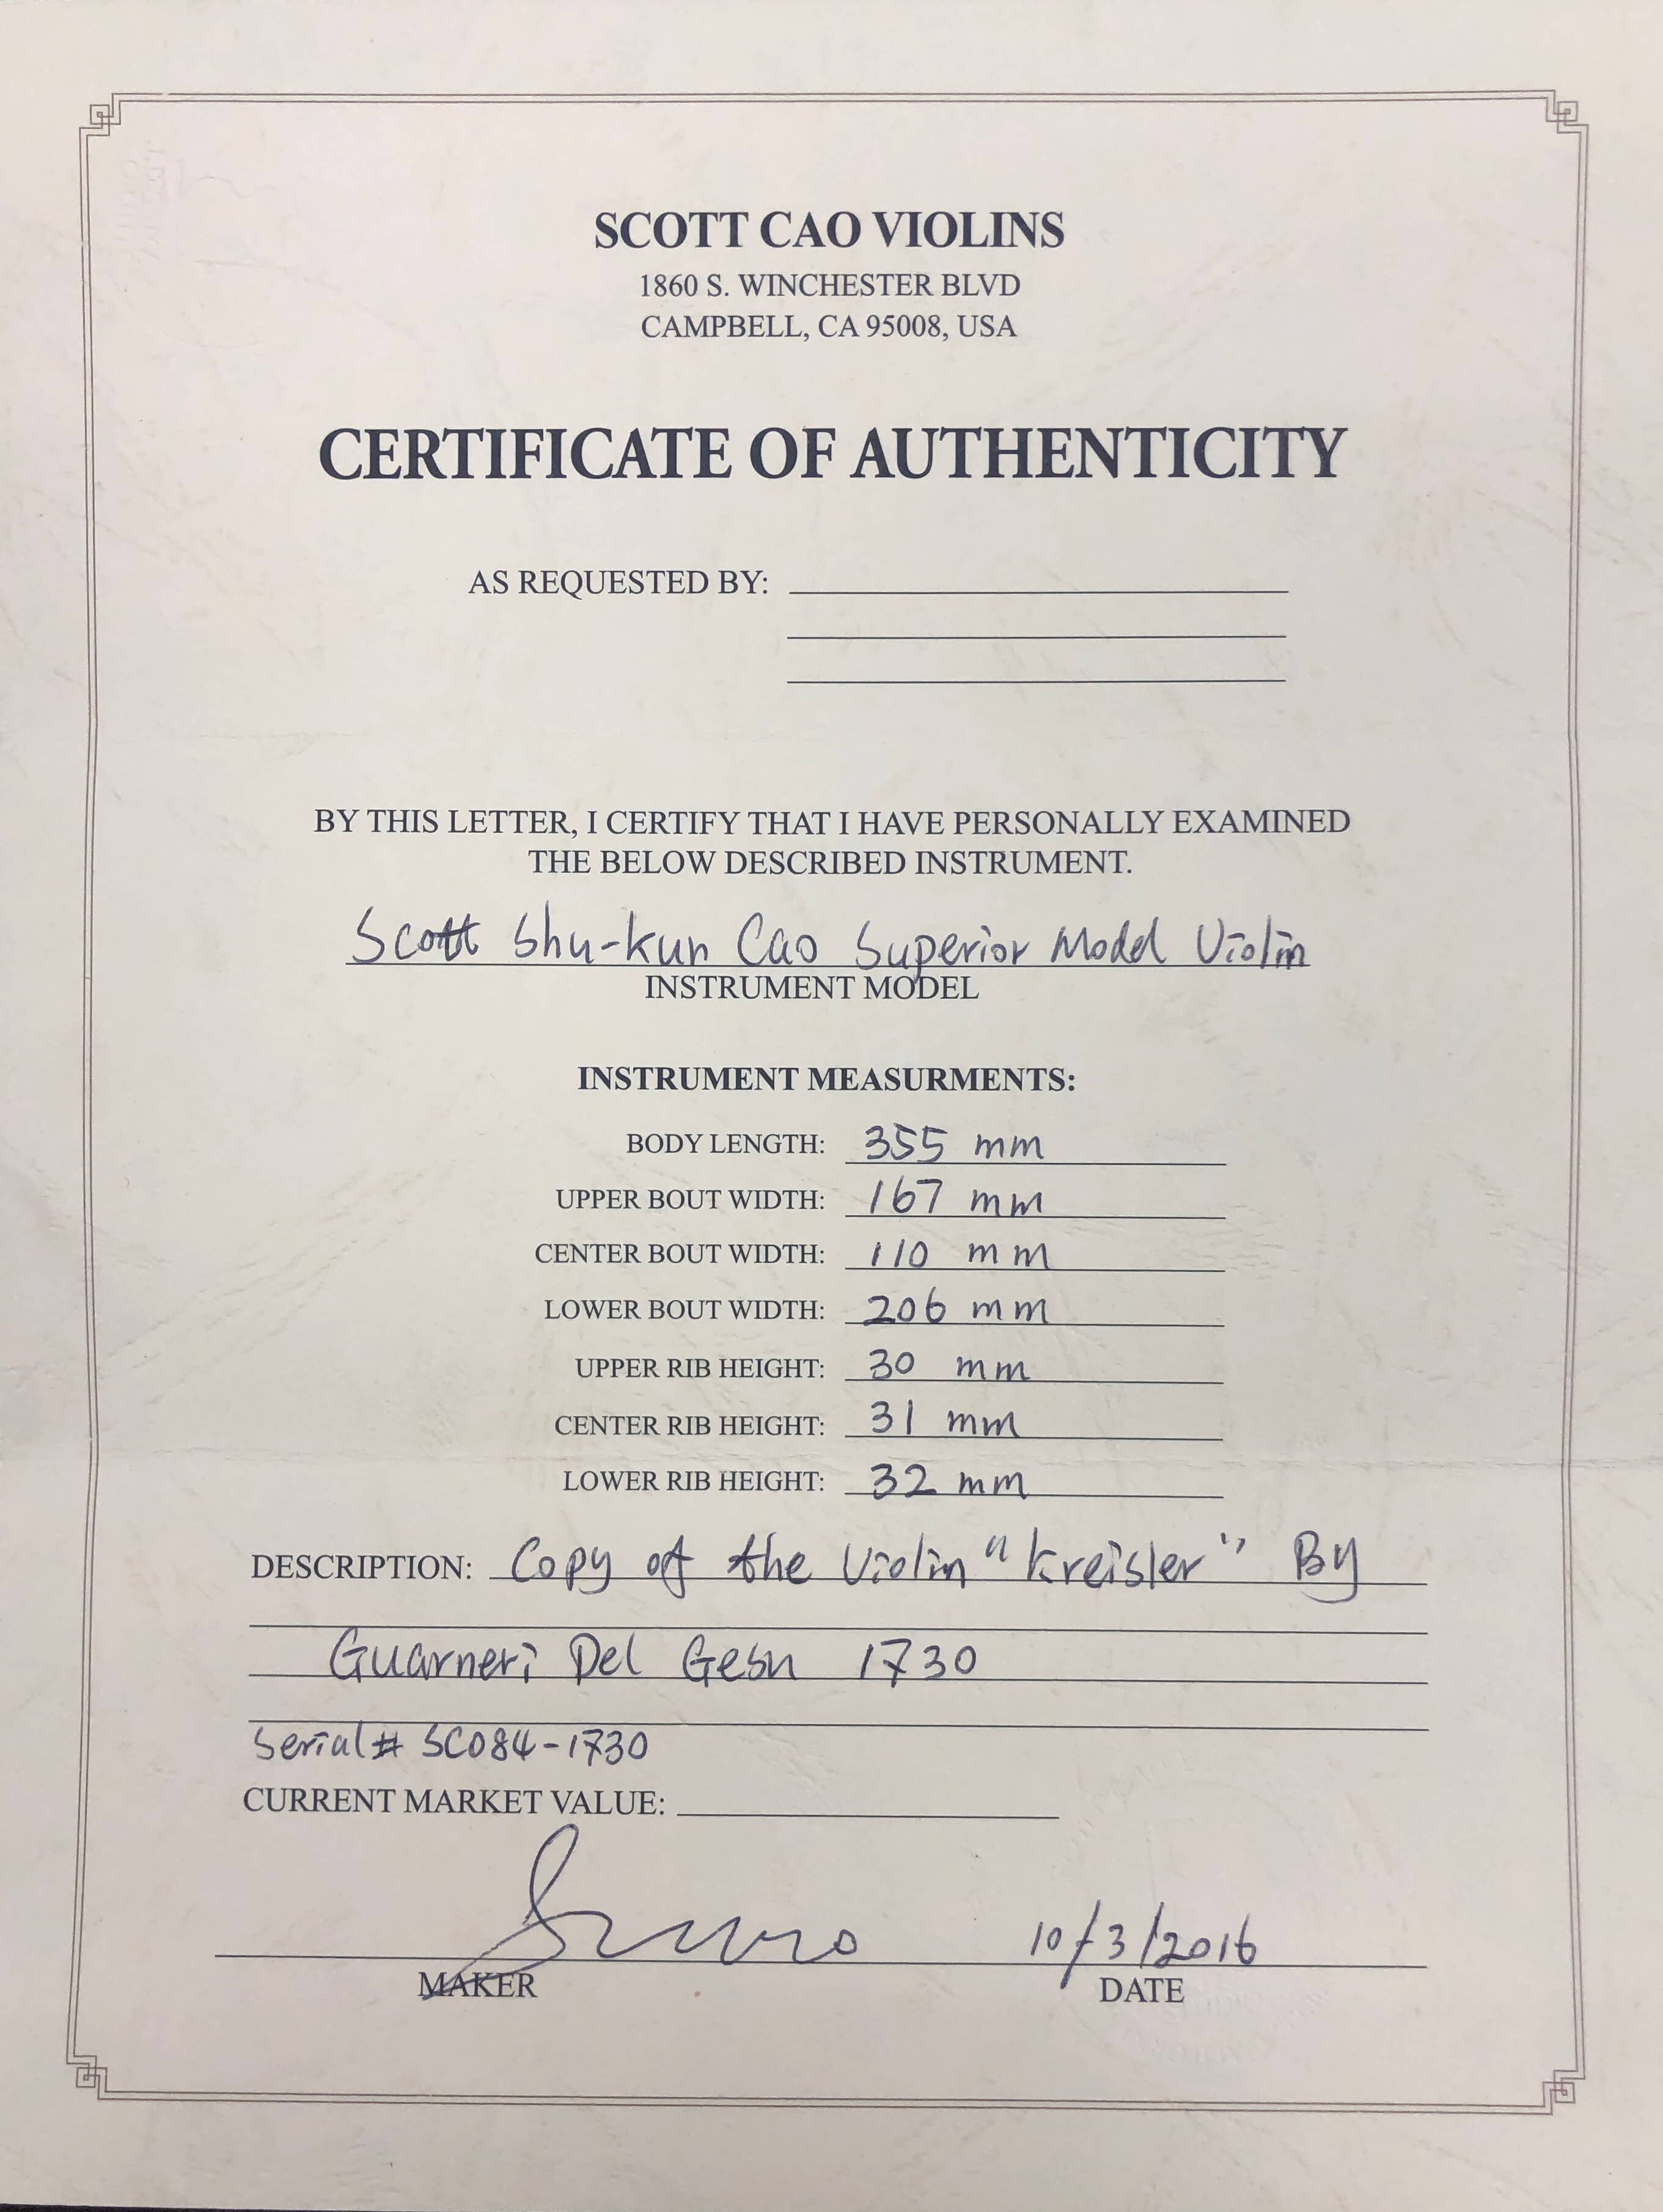 SCOTT CAO VIOLINS
1860 S. WINCHESTER BLVD
CAMPBELL, CA 95008, USA
CERTIFICATE OF AUTHENTICITY
AS REQUESTED BY:
BY THIS LETTER, I CERTIFY THAT I HAVE PERSONALLY EXAMINED
THE BELOW DESCRIBED INSTRUMENT.
Scott Shu-kun Cao Superior Model Violin
INSTRUMENT MODEL
INSTRUMENT MEASURMENTS:
BODY LENGTH: 355 mm
UPPER BOUT WIDTH: 167 mm
CENTER BOUT WIDTH: 110 mm
LOWER BOUT WIDTH: 206 mm
UPPER RIB HEIGHT: 30 mm
CENTER RIB HEIGHT: 31 mm
LOWER RIB HEIGHT: 32 mm
DESCRIPTION: Copy of the Violin "Kreisler" By
Guarneri Del Gesu 1730
Serial# SC084-1730
CURRENT MARKET VALUE:
10/3/2016
MAKER DATE